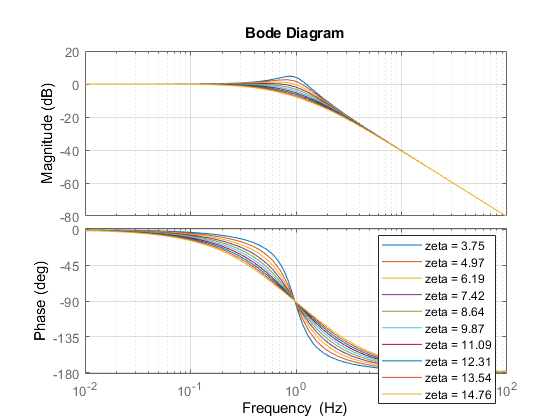 Bode Diagram
Magnitude (dB)
20
0
-20
-40
-60
-80
Phase (deg)
0
-45
-90
-135
-180
zeta = 3.75
zeta = 4.97
zeta = 6.19
zeta = 7.42
zeta = 8.64
zeta = 9.87
zeta = 11.09
zeta = 12.31
zeta = 13.54
zeta = 14.76
10-2
10-1
100
102
Frequency (Hz)